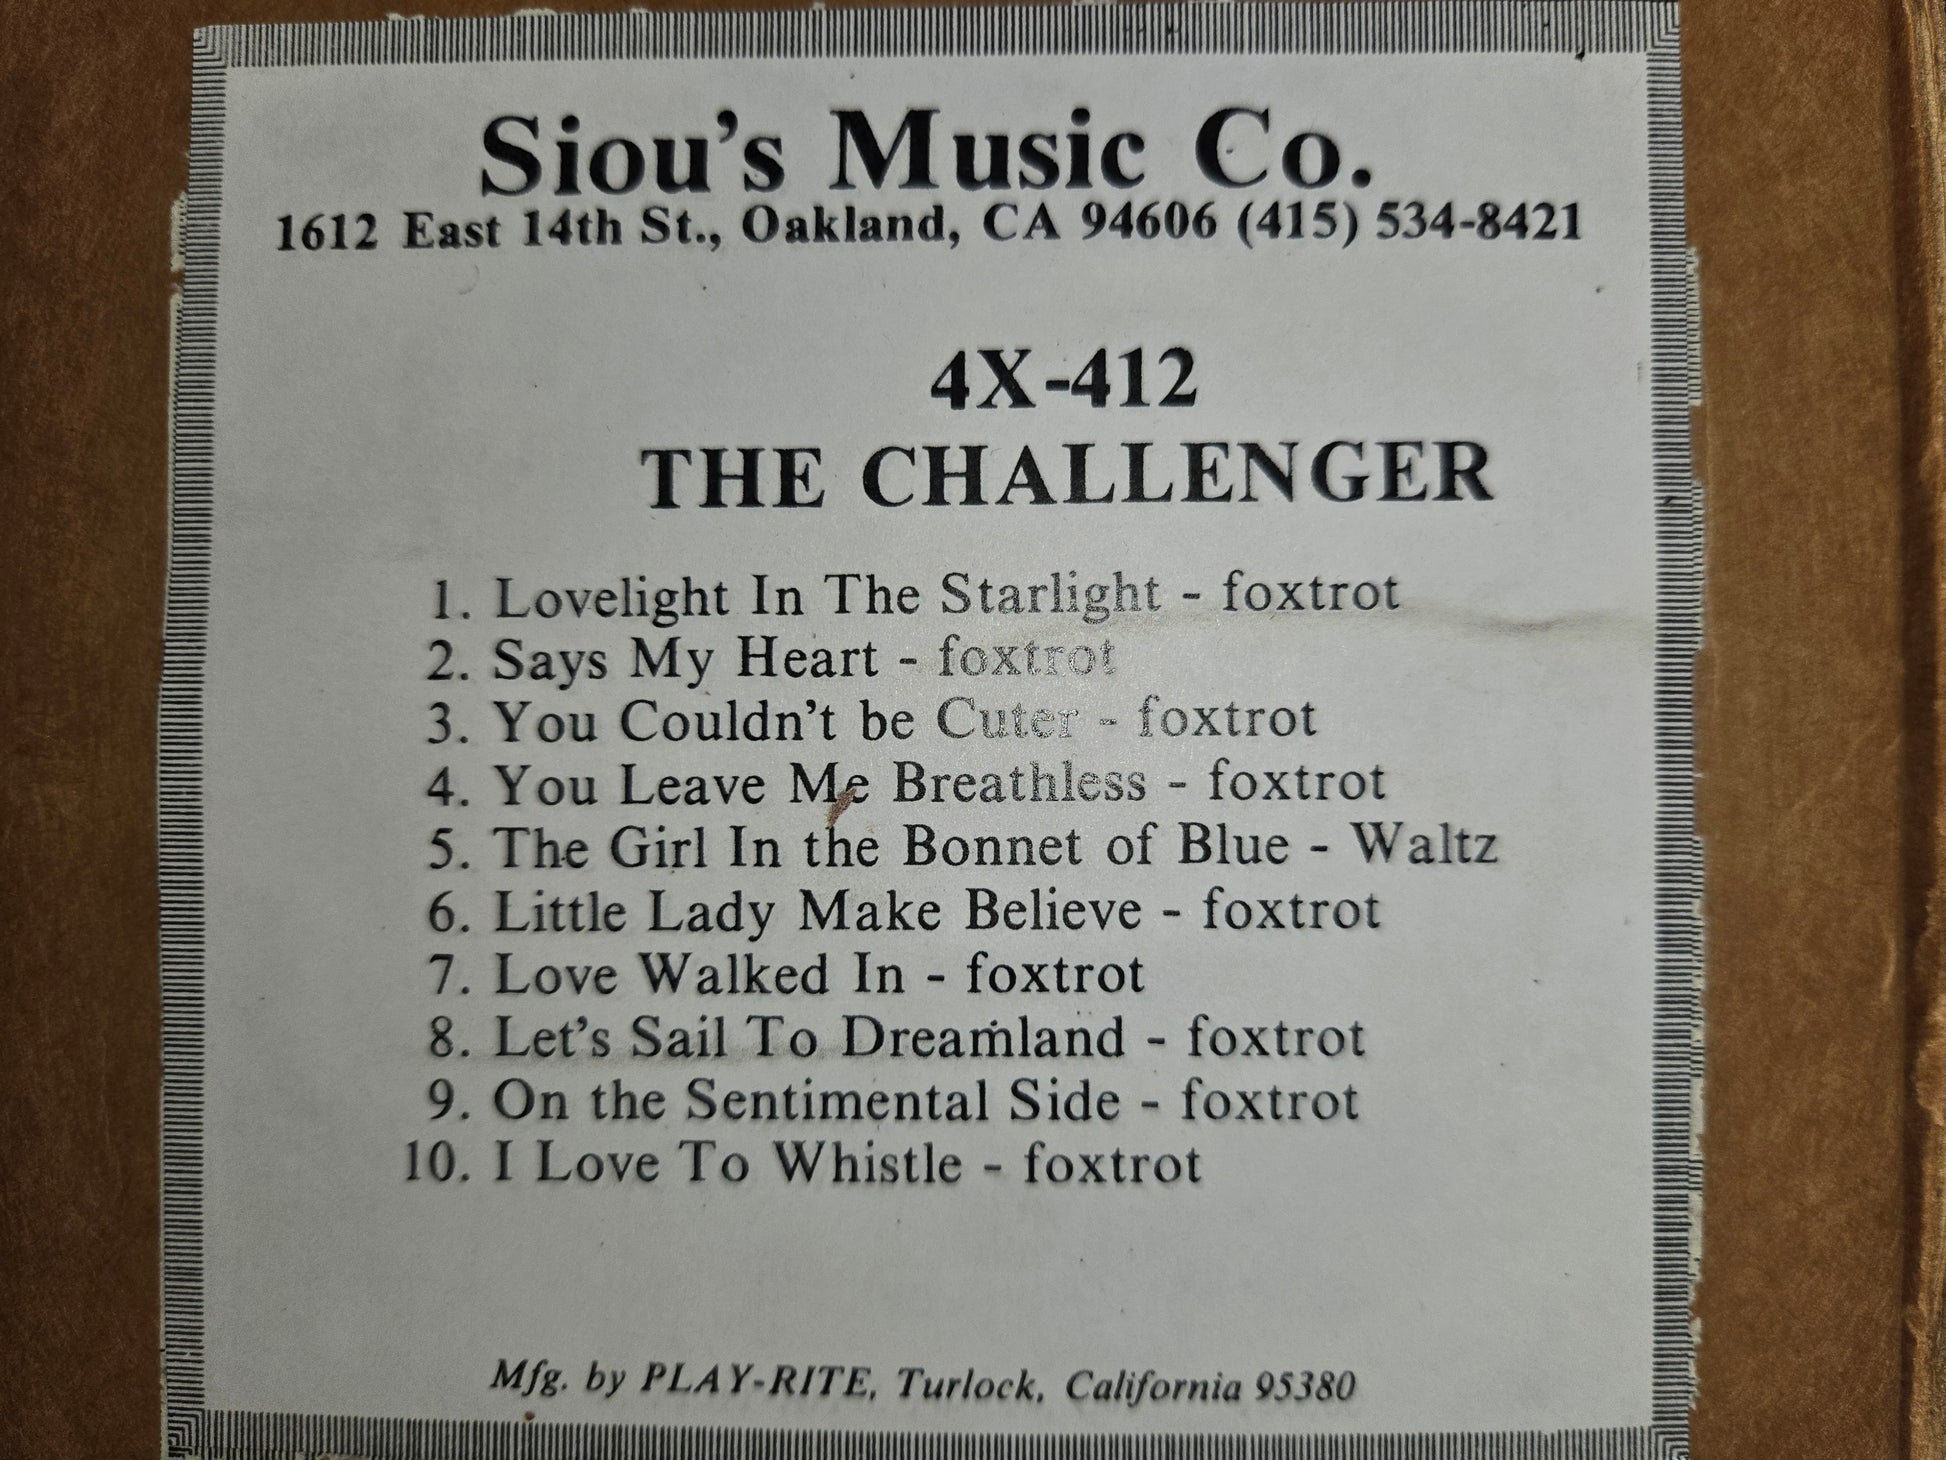 Siou's Music Co.
1612 East 14th St., Oakland, CA 94606 (415) 534-8421
4X-412
THE CHALLENGER
1. Lovelight In The Starlight - foxtrot
2. Says My Heart - foxtrot
3. You Couldn't be Cuter - foxtrot
4. You Leave Me Breathless - foxtrot
5. The Girl In the Bonnet of Blue - Waltz
6. Little Lady Make Believe - foxtrot
7. Love Walked In - foxtrot
8. Let's Sail To Dreamland - foxtrot
9. On the Sentimental Side - foxtrot
10. I Love To Whistle - foxtrot
Mfg. by PLAY-RITE, Turlock, California 95380